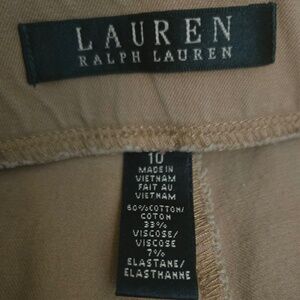 LAUREN
RALPH LAUREN
10
MADE IN
VIETNAM
FAIT AU
VIETNAM
60%COTTON/
COTON
33%
VISCOSE/
VISCOSE
7%
ELASTANE/
ELASTHANNE